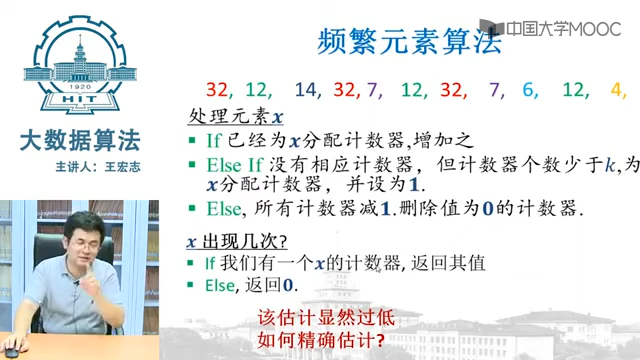 中国大学MOOC
频繁元素算法
1920
HIT
大数据算法
主讲人：王宏志
32, 12, 14, 32, 7, 12, 32, 7, 6, 12, 4,
处理元素x
If 已经为x分配计数器,增加之
Else If 没有相应计数器，但计数器个数少于k,为
x分配计数器，并设为1.
Else, 所有计数器减1.删除值为0的计数器.
x 出现几次?
If 我们有一个x的计数器, 返回其值
Else, 返回0.
该估计显然过低
如何精确估计?